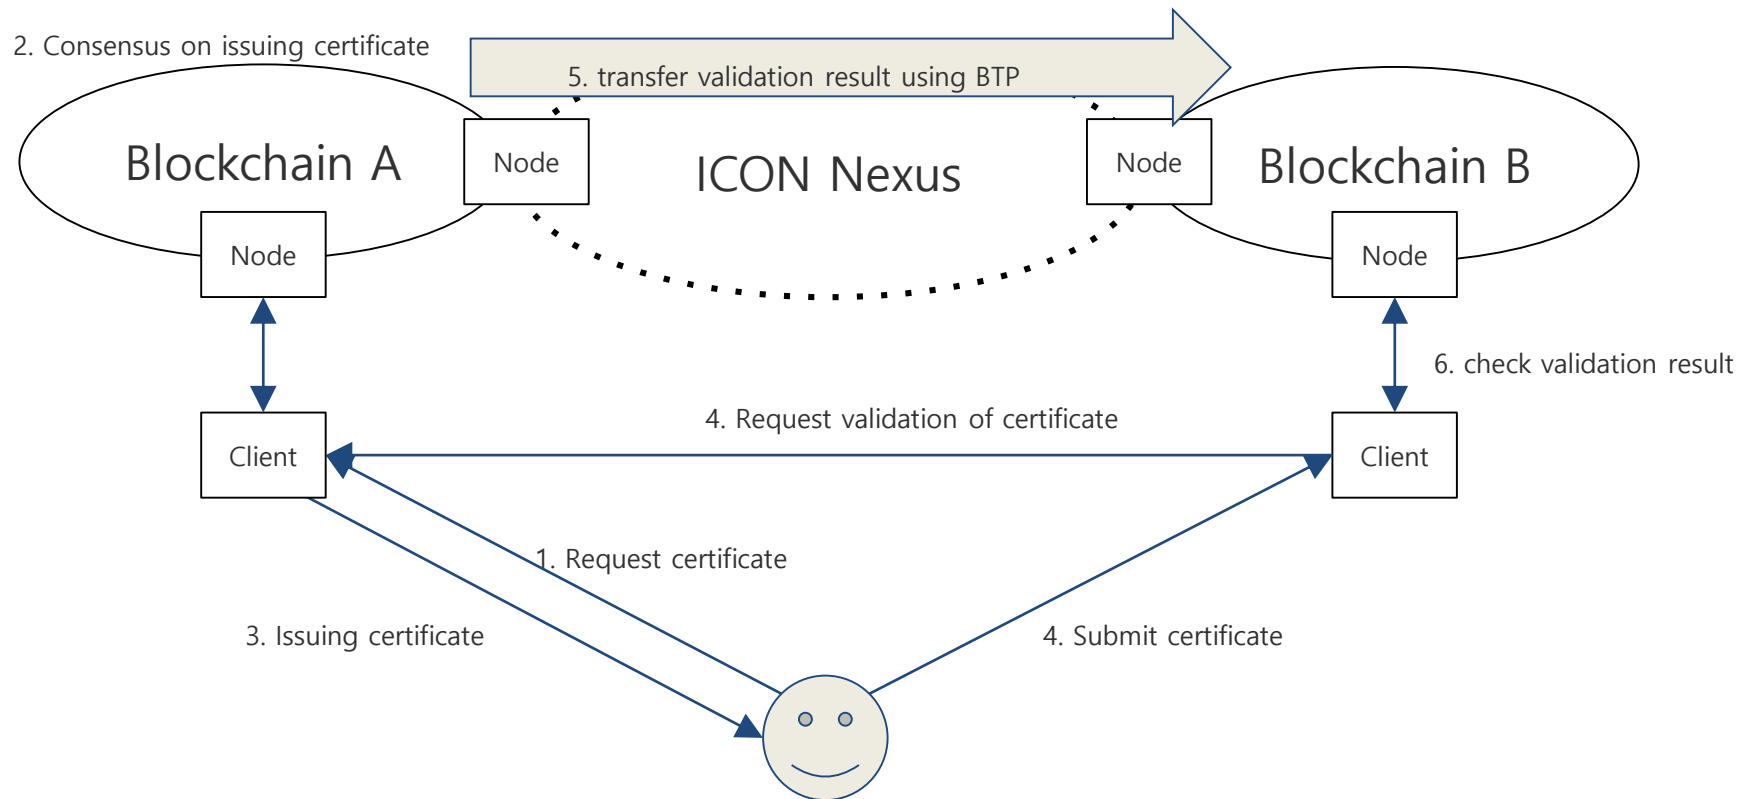 2. Consensus on issuing certificate
5. transfer validation result using BTP
Blockchain A
Node
ICON Nexus
Node
Blockchain B
Node
Node
6. check validation result
4. Request validation of certificate
Client
Client
1. Request certificate
3. Issuing certificate
4. Submit certificate